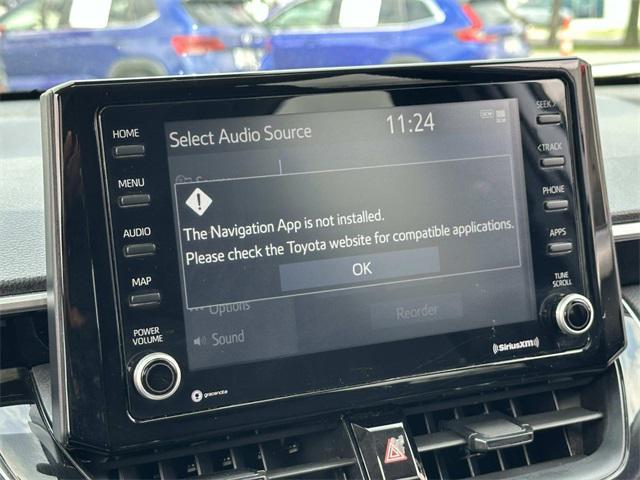 HOME
MENU
AUDIO
MAP
POWER
VOLUME
Select Audio Source
11:24
The Navigation App is not installed.
Please check the Toyota website for compatible applications.
OK
Options
Reorder
Sound
gracenote
SiriusXM
SEEK>
<TRACK
PHONE
APPS
TUNE
SCROLL